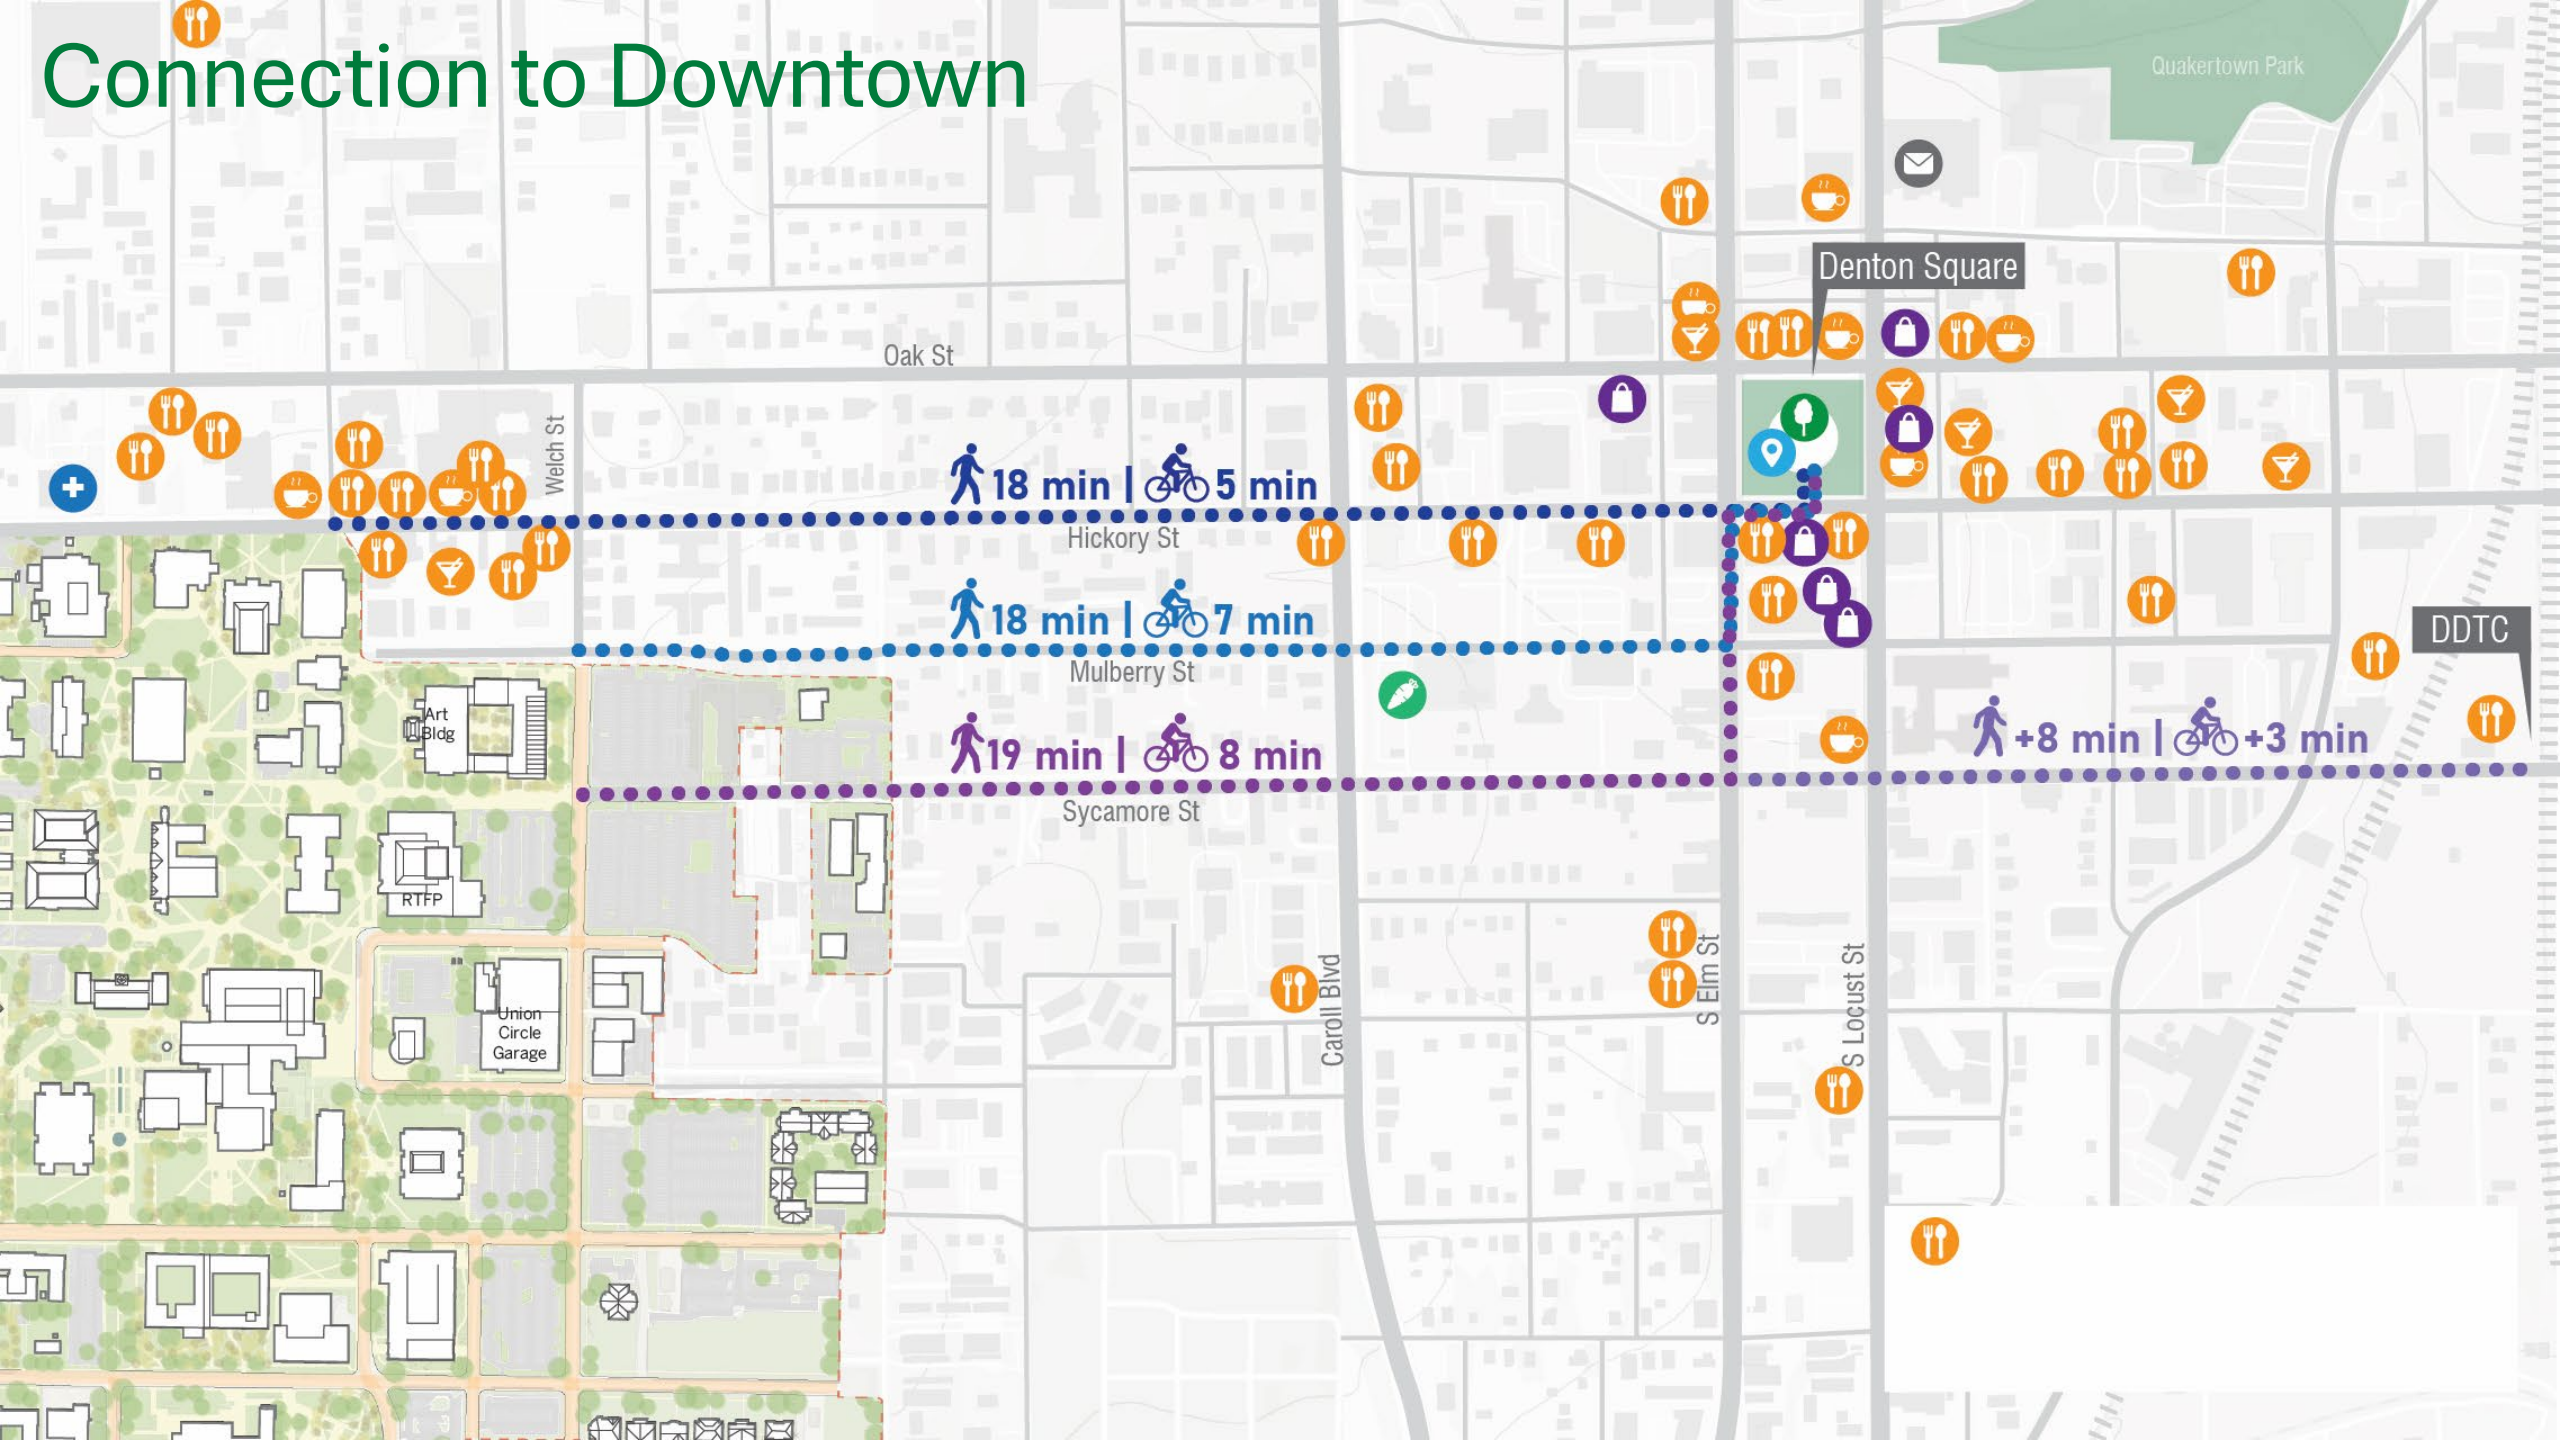 Connection to Downtown
Quakertown Park
Denton Square
Oak St
Welch St
18 min | 5 min
Hickory St
18 min | 7 min
Mulberry St
DDTC
Art
Bldg
19 min | 8 min
+8 min | +3 min
Sycamore St
RTFP
Union
Circle
Garage
Caroll Blvd
S Elm St
S Locust St